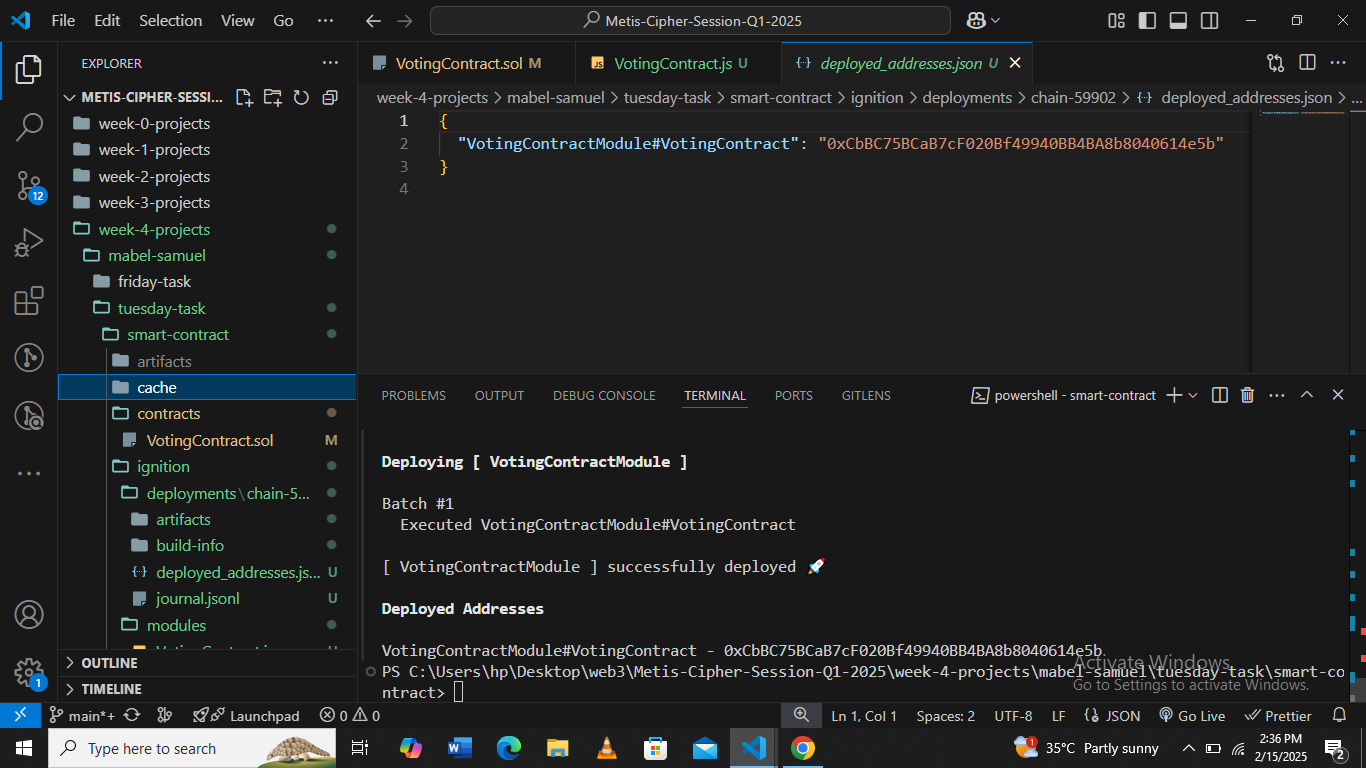 File Edit Selection View Go ···
Metis-Cipher-Session-Q1-2025
EXPLORER
METIS-CIPHER-SESSI...
week-0-projects
week-1-projects
week-2-projects
week-3-projects
week-4-projects
mabel-samuel
friday-task
tuesday-task
smart-contract
artifacts
cache
contracts
VotingContract.sol M
ignition
deployments\chain-5...
artifacts
build-info
deployed_addresses.js... U
journal.jsonl U
modules
OUTLINE
TIMELINE
12
1
VotingContract.sol M
VotingContract.js U
deployed_addresses.json U
week-4-projects > mabel-samuel > tuesday-task > smart-contract > ignition > deployments > chain-59902 > deployed_addresses.json > ...
1 {
2 "VotingContractModule#VotingContract": "0xCbBC75BCaB7cF020Bf49940BB4BA8b8040614e5b"
3 }
4
PROBLEMS OUTPUT DEBUG CONSOLE TERMINAL PORTS GITLENS
powershell - smart-contract
Deploying [ VotingContractModule ]
Batch #1
Executed VotingContractModule#VotingContract
[ VotingContractModule ] successfully deployed 🚀
Deployed Addresses
VotingContractModule#VotingContract - 0xCbBC75BCaB7cF020Bf49940BB4BA8b8040614e5b
PS C:\Users\hp\Desktop\web3\Metis-Cipher-Session-Q1-2025\week-4-projects\mabel-samuel\tuesday-task\smart-co
ntract>
Activate Windows
Go to Settings to activate Windows.
main*+ Launchpad 0 0 Ln 1, Col 1 Spaces: 2 UTF-8 LF JSON Go Live Prettier
Type here to search
35°C Partly sunny
2:36 PM
2/15/2025
2